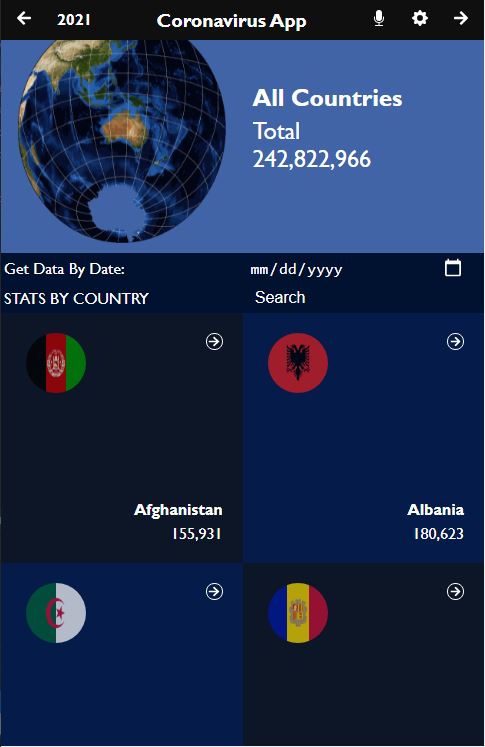 2021 Coronavirus App
All Countries
Total
242,822,966
Get Data By Date: mm/dd/yyyy
STATS BY COUNTRY Search
Afghanistan
155,931
Albania
180,623